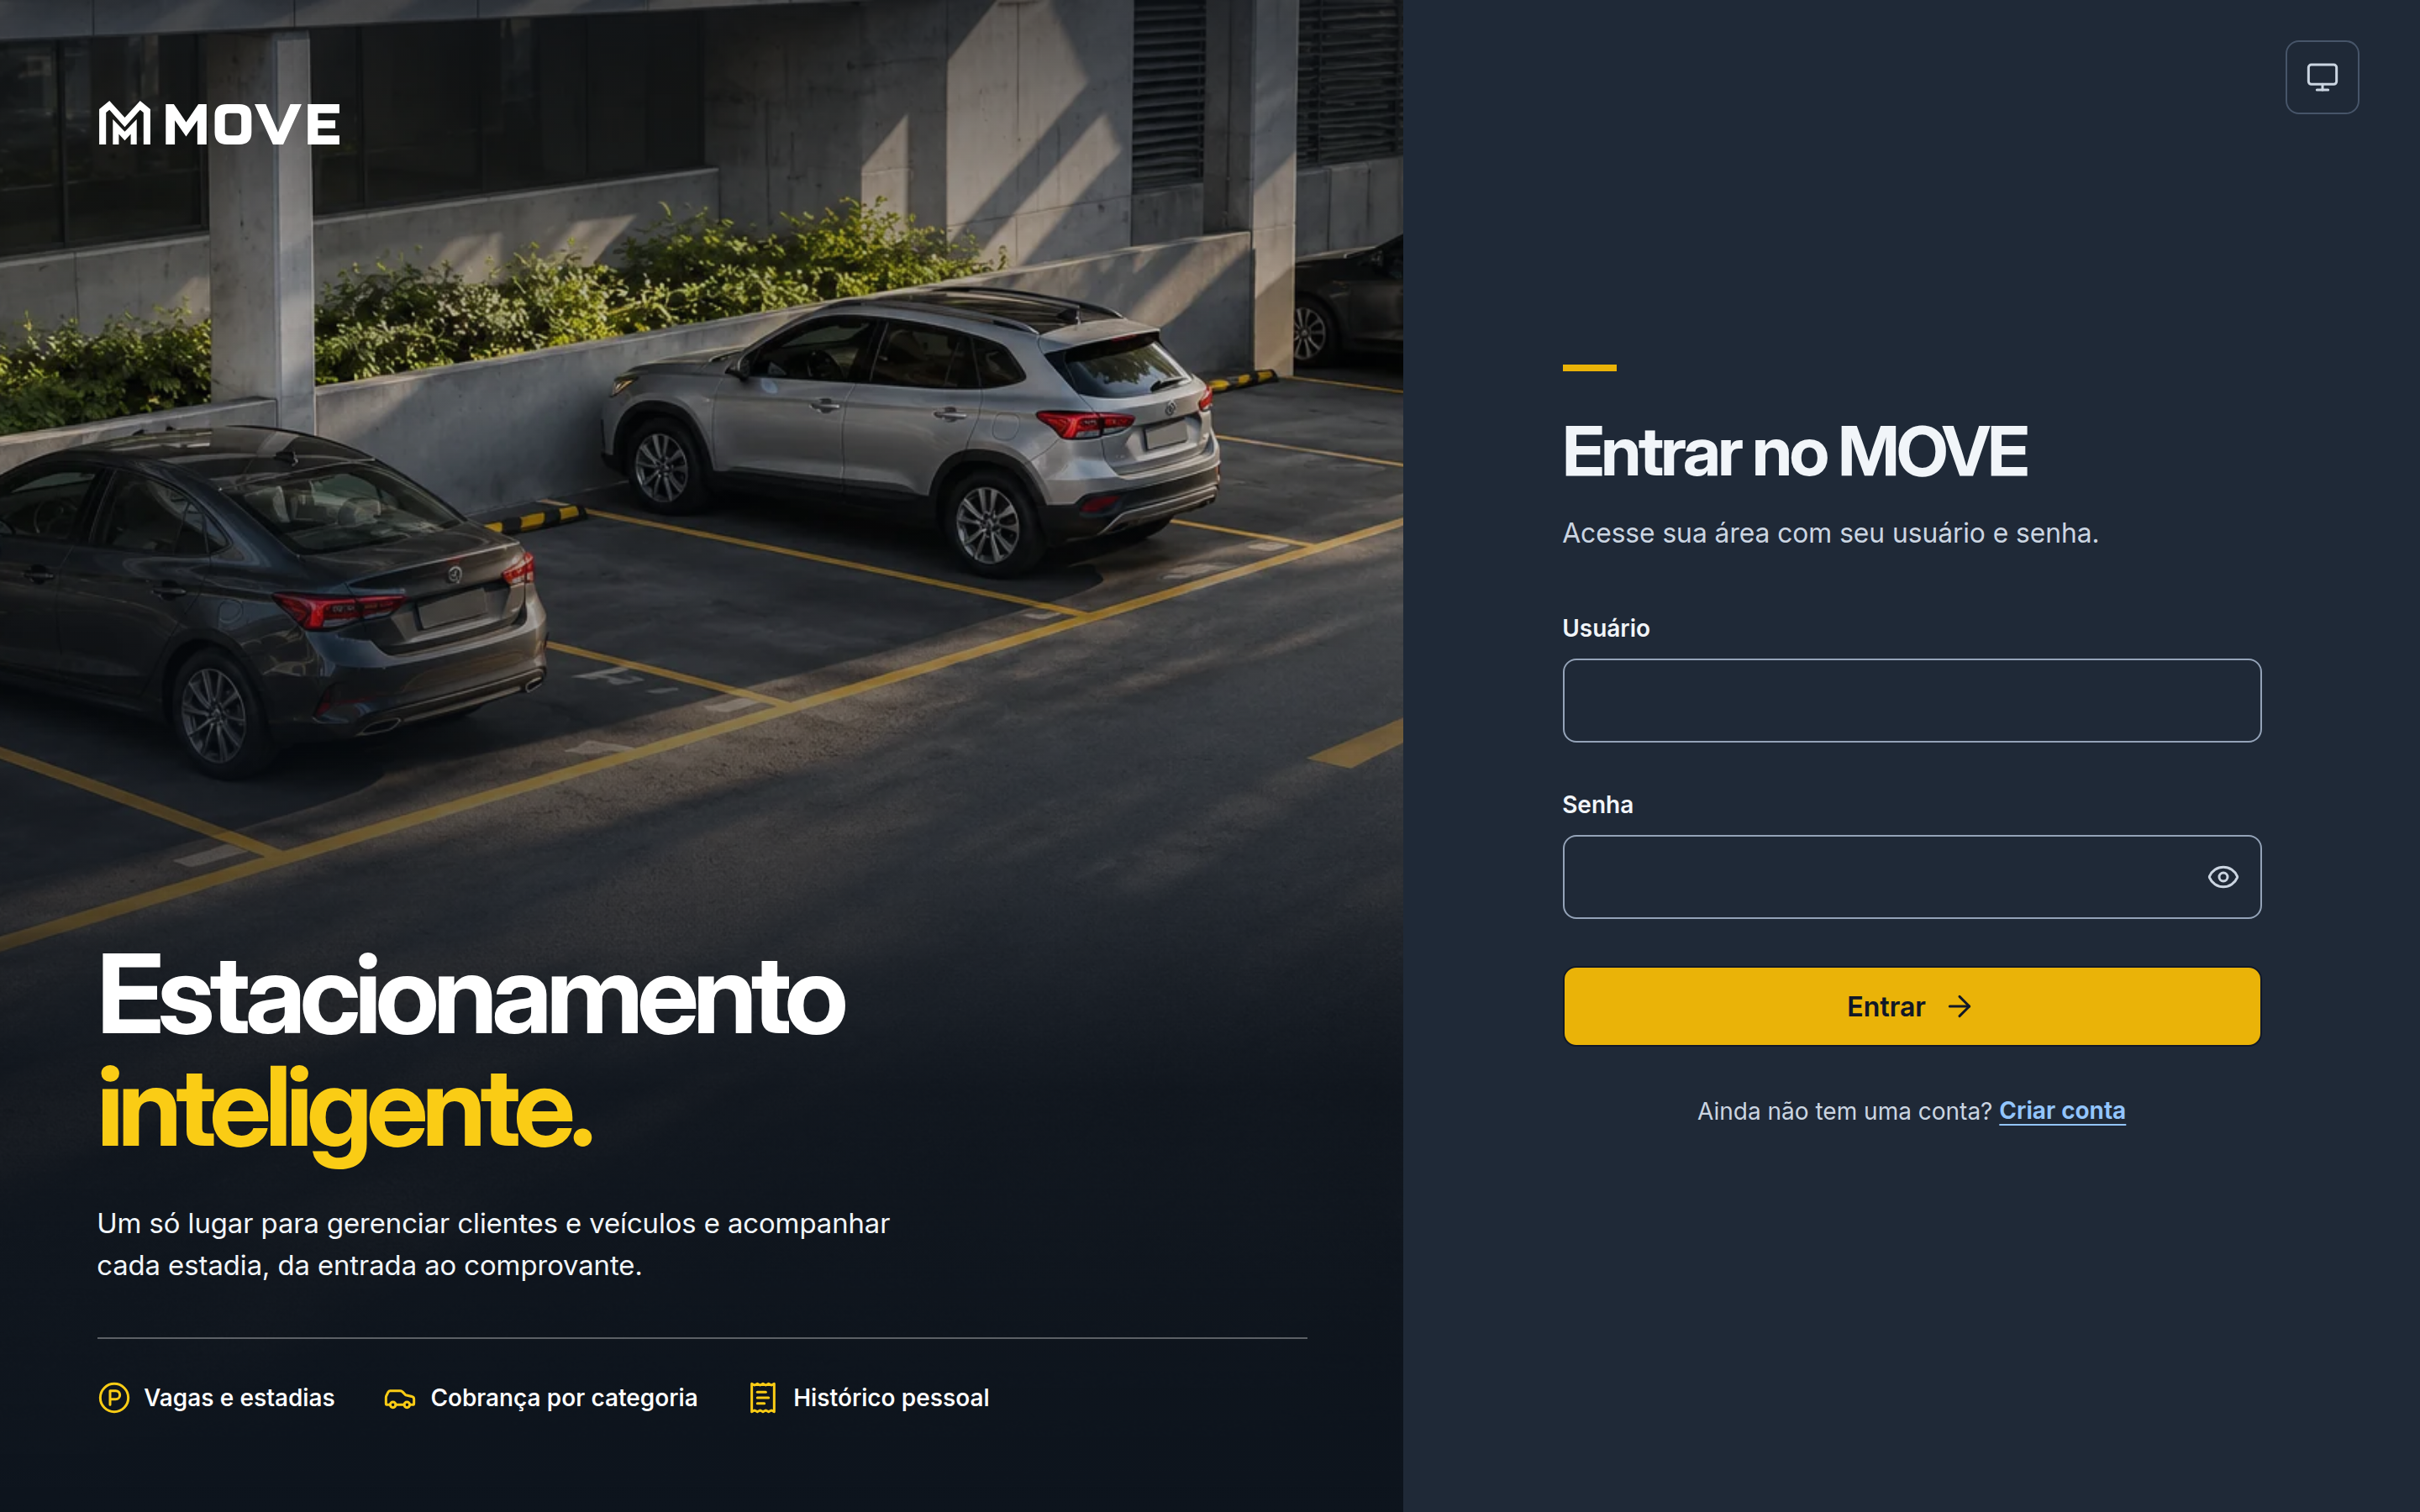 MOVE
Estacionamento
inteligente.
Um só lugar para gerenciar clientes e veículos e acompanhar
cada estadia, da entrada ao comprovante.
Vagas e estadias
Cobrança por categoria
Histórico pessoal
Entrar no MOVE
Acesse sua área com seu usuário e senha.
Usuário
Senha
Entrar
Ainda não tem uma conta? Criar conta